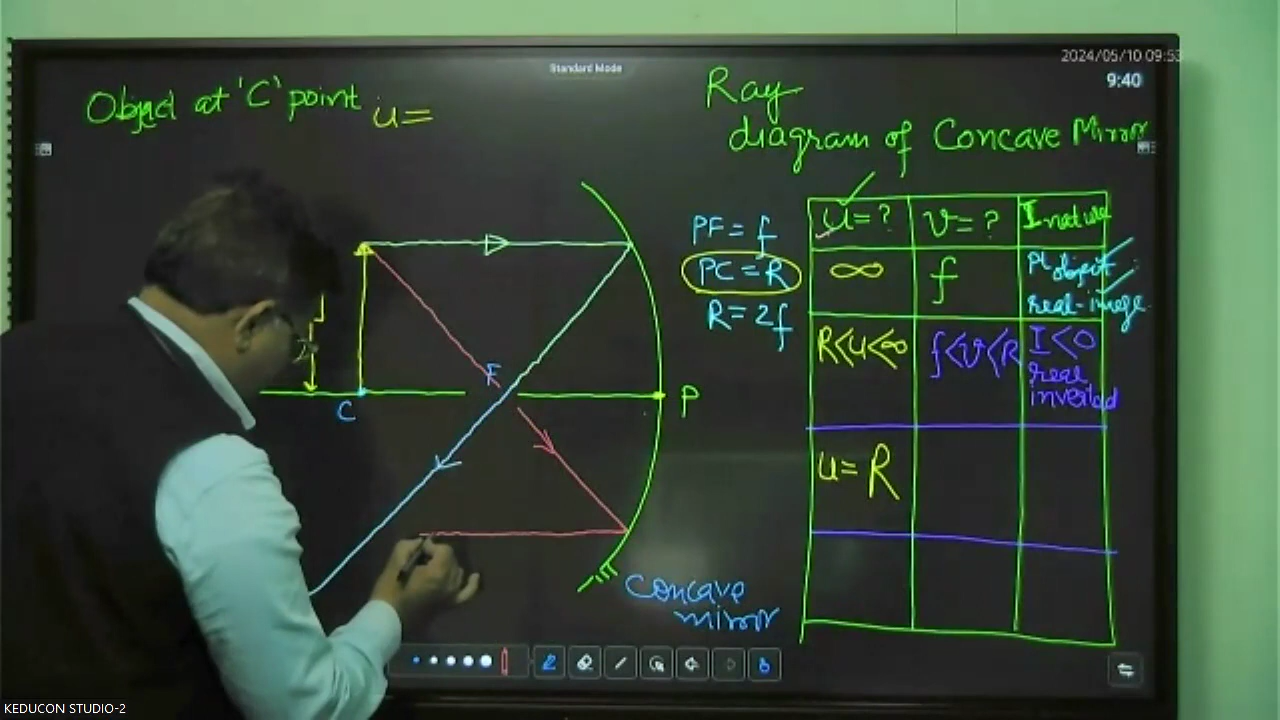 2024/05/10 09:53
Standard Mode
9:40
Object at 'C' point u=
Ray
diagram of Concave Mirror
PF = f
PC = R
R = 2f
u = ? v = ? I nature
∞ f Pt object
real-image
R<u<∞ f<v<R I<0
real
inverted
u = R
F
C
P
Concave
mirror
KEDUCON STUDIO-2